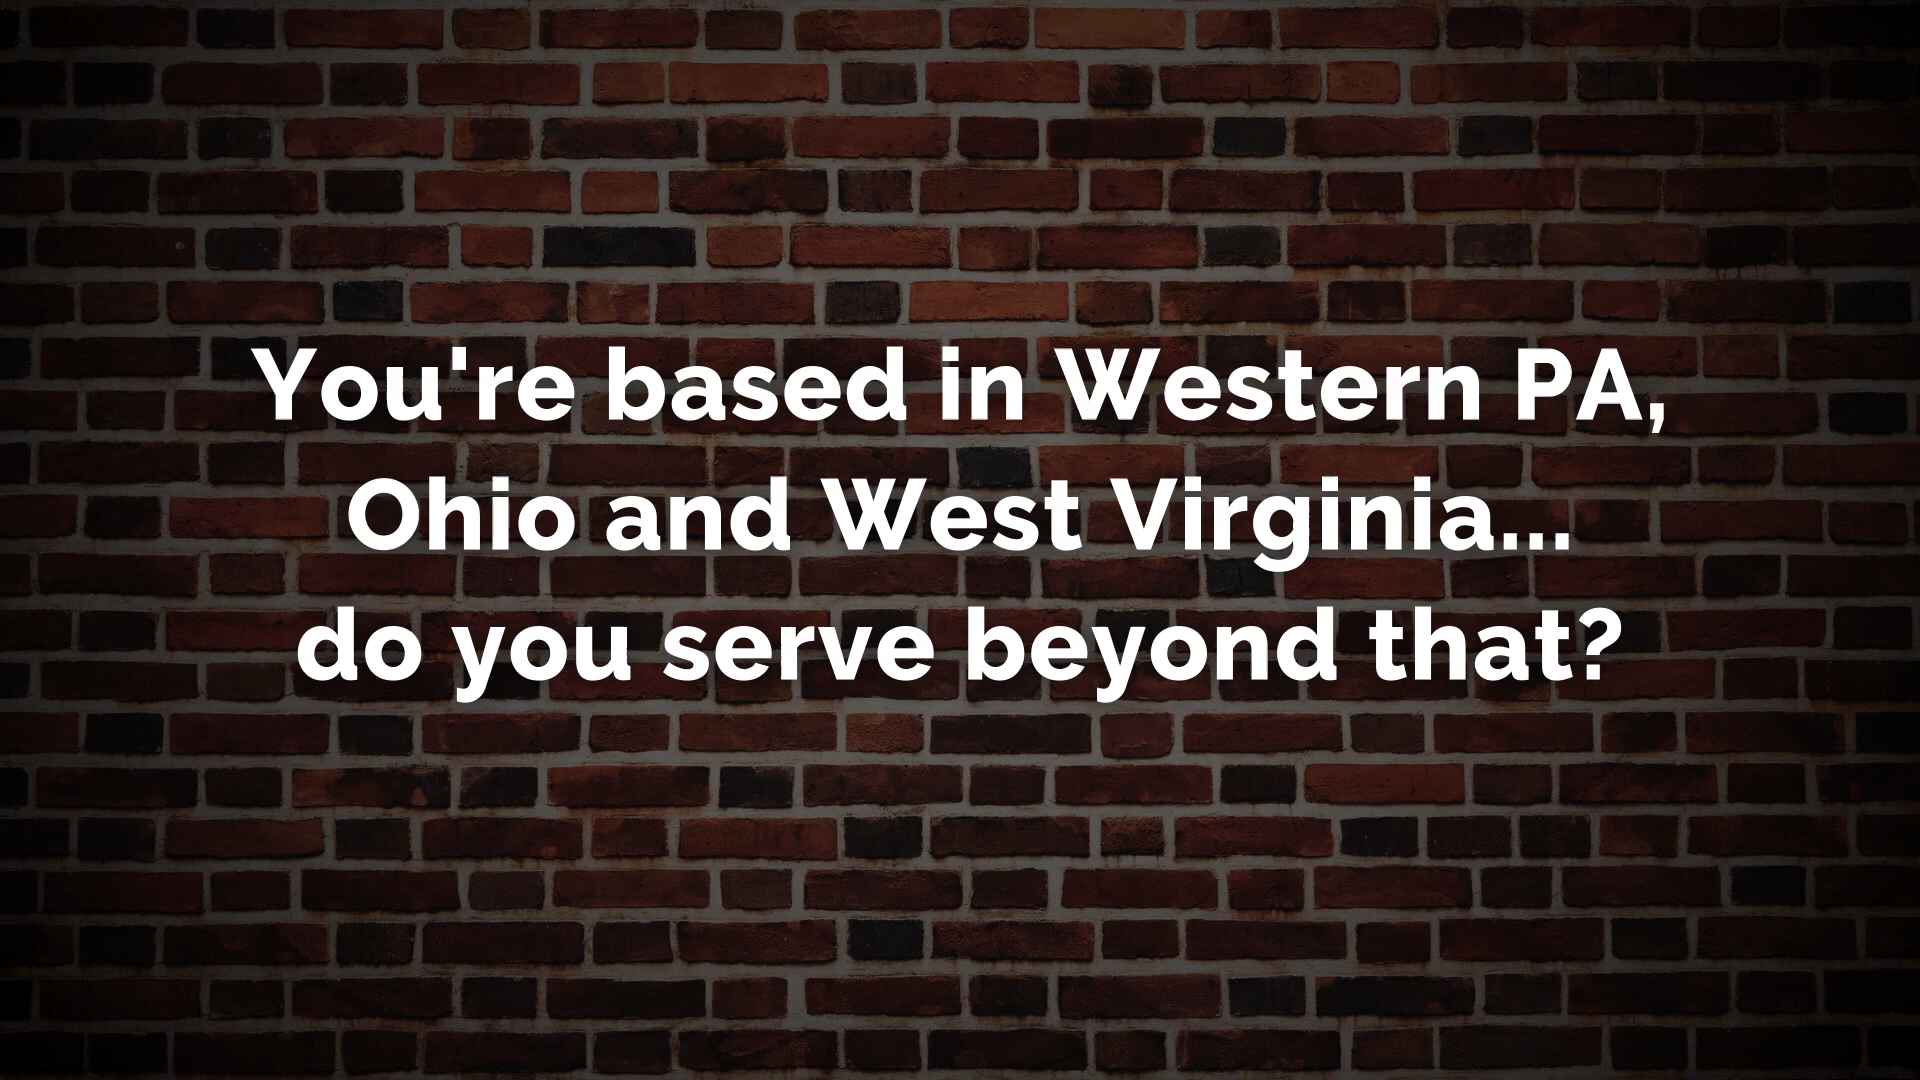 You're based in Western PA,
Ohio and West Virginia...
do you serve beyond that?